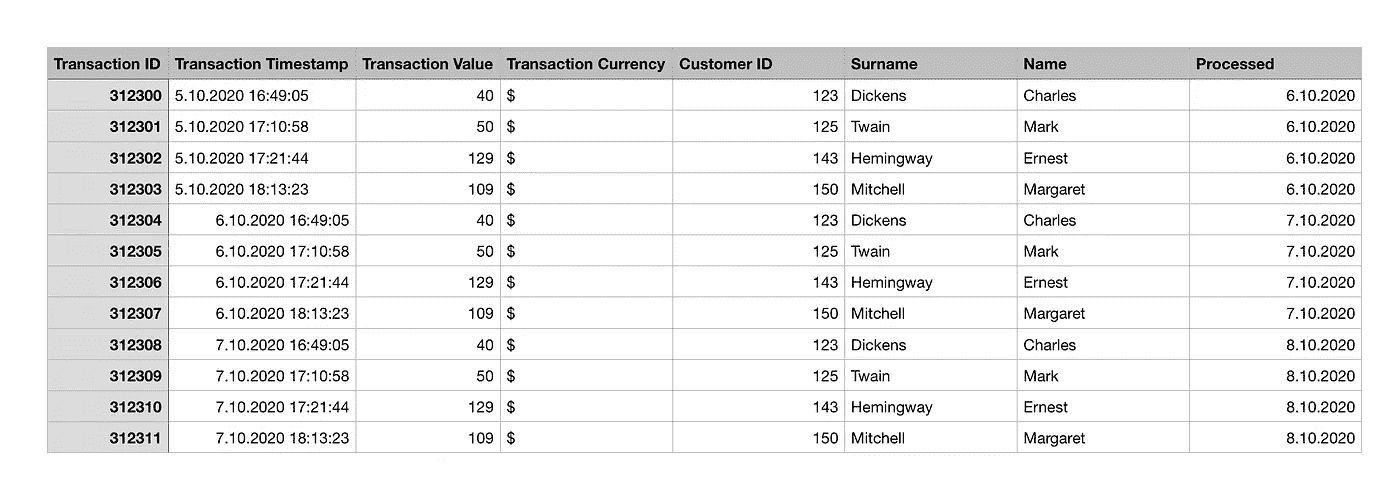 Transaction ID Transaction Timestamp Transaction Value Transaction Currency Customer ID Surname Name Processed
312300 5.10.2020 16:49:05 40 $ 123 Dickens Charles 6.10.2020
312301 5.10.2020 17:10:58 50 $ 125 Twain Mark 6.10.2020
312302 5.10.2020 17:21:44 129 $ 143 Hemingway Ernest 6.10.2020
312303 5.10.2020 18:13:23 109 $ 150 Mitchell Margaret 6.10.2020
312304 6.10.2020 16:49:05 40 $ 123 Dickens Charles 7.10.2020
312305 6.10.2020 17:10:58 50 $ 125 Twain Mark 7.10.2020
312306 6.10.2020 17:21:44 129 $ 143 Hemingway Ernest 7.10.2020
312307 6.10.2020 18:13:23 109 $ 150 Mitchell Margaret 7.10.2020
312308 7.10.2020 16:49:05 40 $ 123 Dickens Charles 8.10.2020
312309 7.10.2020 17:10:58 50 $ 125 Twain Mark 8.10.2020
312310 7.10.2020 17:21:44 129 $ 143 Hemingway Ernest 8.10.2020
312311 7.10.2020 18:13:23 109 $ 150 Mitchell Margaret 8.10.2020